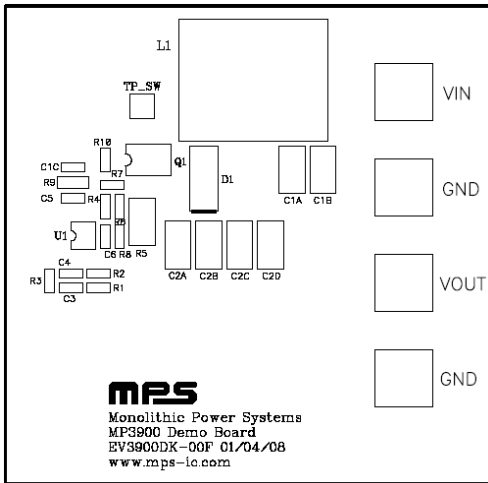 L1
VIN
TP_SW
R10
Q1
C1C
R7
R9
D1
GND
C5
R4
C1A
C1B
U1
C6
R8
R5
C4
R2
C2A
C2B
C2C
C2D
VOUT
R3
C3
R1
GND
mps
Monolithic Power Systems
MP3900 Demo Board
EV3900DK-00F 01/04/08
www.mps-ic.com